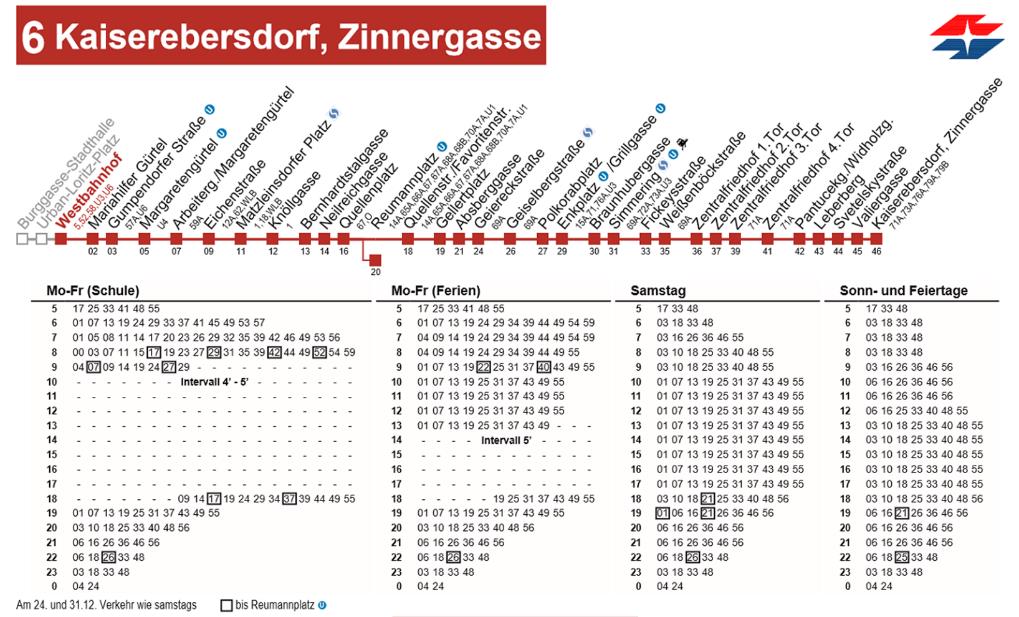 6 Kaiserebersdorf, Zinnergasse
Burggasse-Stadthalle
Urban-Loritz-Platz
Westbahnhof
5,52,58,U3,U6
Mariahilfer Gürtel
Gumpendorfer Straße U
57A,U6
Margaretengürtel U
U4
Arbeiterg./Margaretengürtel
59A
Eichenstraße
12A,62,WLB
Matzleinsdorfer Platz S
1,18,WLB
Knöllgasse
1
Bernhardtstalgasse
Neilreichgasse
Quellenplatz
67,O
Reumannplatz U
14A,65A,66A,67,67A,68A,68B,70A,7A,U1
Quellenstr./Favoritenstr.
14A,65A,66A,67,67A,68A,68B,70A,7A,U1
Gellertplatz
Absberggasse
Geiereckstraße
69A
Geiselbergstraße S
69A
Polkorabplatz
Enkplatz U /Grillgasse U
15A,71,76A,U3
Braunhubergasse
Simmering S U
69A,72A,73A,U3
Fickeysstraße
Weißenböckstraße
69A
Zentralfriedhof 1.Tor
Zentralfriedhof 2.Tor
Zentralfriedhof 3.Tor
71A
Zentralfriedhof 4.Tor
71A
Pantucekg./Widholzg.
Leberberg
Svetelskystraße
Valiergasse
Kaiserebersdorf, Zinnergasse
71A,73A,76A,79A,79B
02 03 05 07 09 11 12 13 14 16 18 19 21 24 26 27 29 30 31 33 35 36 37 39 41 42 43 44 45 46
20
Mo-Fr (Schule)
5 17 25 33 41 48 55
6 01 07 13 19 24 29 33 37 41 45 49 53 57
7 01 05 08 11 14 17 20 23 26 29 32 35 39 42 46 49 53 56
8 00 03 07 11 15 17 19 23 27 29 31 35 39 42 44 49 52 54 59
9 04 07 09 14 19 24 27 29 - - - - - - - - - -
10 Intervall 4' - 5'
11 - - - - - - - - - - - - - - - - - -
12 - - - - - - - - - - - - - - - - - -
13 - - - - - - - - - - - - - - - - - -
14 - - - - - - - - - - - - - - - - - -
15 - - - - - - - - - - - - - - - - - -
16 - - - - - - - - - - - - - - - - - -
17 - - - - - - - - - - - - - - - - - -
18 - - - - - - 09 14 17 19 24 29 34 37 39 44 49 55
19 01 07 13 19 25 31 37 43 49 55
20 03 10 18 25 33 40 48 56
21 06 16 26 36 46 56
22 06 18 26 33 48
23 03 18 33 48
0 04 24
Mo-Fr (Ferien)
5 17 25 33 41 48 55
6 01 07 13 19 24 29 34 39 44 49 54 59
7 04 09 14 19 24 29 34 39 44 49 54 59
8 04 09 14 19 24 29 34 39 44 49 55
9 01 07 13 19 22 25 31 37 40 43 49 55
10 01 07 13 19 25 31 37 43 49 55
11 01 07 13 19 25 31 37 43 49 55
12 01 07 13 19 25 31 37 43 49 55
13 01 07 13 19 25 31 37 43 49 - - -
14 - - - - Intervall 5' - - - -
15 - - - - - - - - - - - -
16 - - - - - - - - - - - -
17 - - - - - - - - - - - -
18 - - - - - 19 25 31 37 43 49 55
19 01 07 13 19 25 31 37 43 49 55
20 03 10 18 25 33 40 48 56
21 06 16 26 36 46 56
22 06 18 26 33 48
23 03 18 33 48
0 04 24
Samstag
5 17 33 48
6 03 18 33 48
7 03 16 26 36 46 55
8 03 10 18 25 33 40 48 55
9 03 10 18 25 33 40 48 55
10 01 07 13 19 25 31 37 43 49 55
11 01 07 13 19 25 31 37 43 49 55
12 01 07 13 19 25 31 37 43 49 55
13 01 07 13 19 25 31 37 43 49 55
14 01 07 13 19 25 31 37 43 49 55
15 01 07 13 19 25 31 37 43 49 55
16 01 07 13 19 25 31 37 43 49 55
17 01 07 13 19 25 31 37 43 49 55
18 03 10 18 21 25 33 40 48 56
19 01 06 16 21 26 36 46 56
20 06 16 26 36 46 56
21 06 16 26 36 46 56
22 06 18 26 33 48
23 03 18 33 48
0 04 24
Sonn- und Feiertage
5 17 33 48
6 03 18 33 48
7 03 18 33 48
8 03 18 33 48
9 03 16 26 36 46 56
10 06 16 26 36 46 56
11 06 16 26 36 46 56
12 06 16 25 33 40 48 55
13 03 10 18 25 33 40 48 55
14 03 10 18 25 33 40 48 55
15 03 10 18 25 33 40 48 55
16 03 10 18 25 33 40 48 55
17 03 10 18 25 33 40 48 55
18 03 10 18 25 33 40 48 56
19 06 16 21 26 36 46 56
20 06 16 26 36 46 56
21 06 16 26 36 46 56
22 06 18 25 33 48
23 03 18 33 48
0 04 24
Am 24. und 31.12. Verkehr wie samstags
bis Reumannplatz U